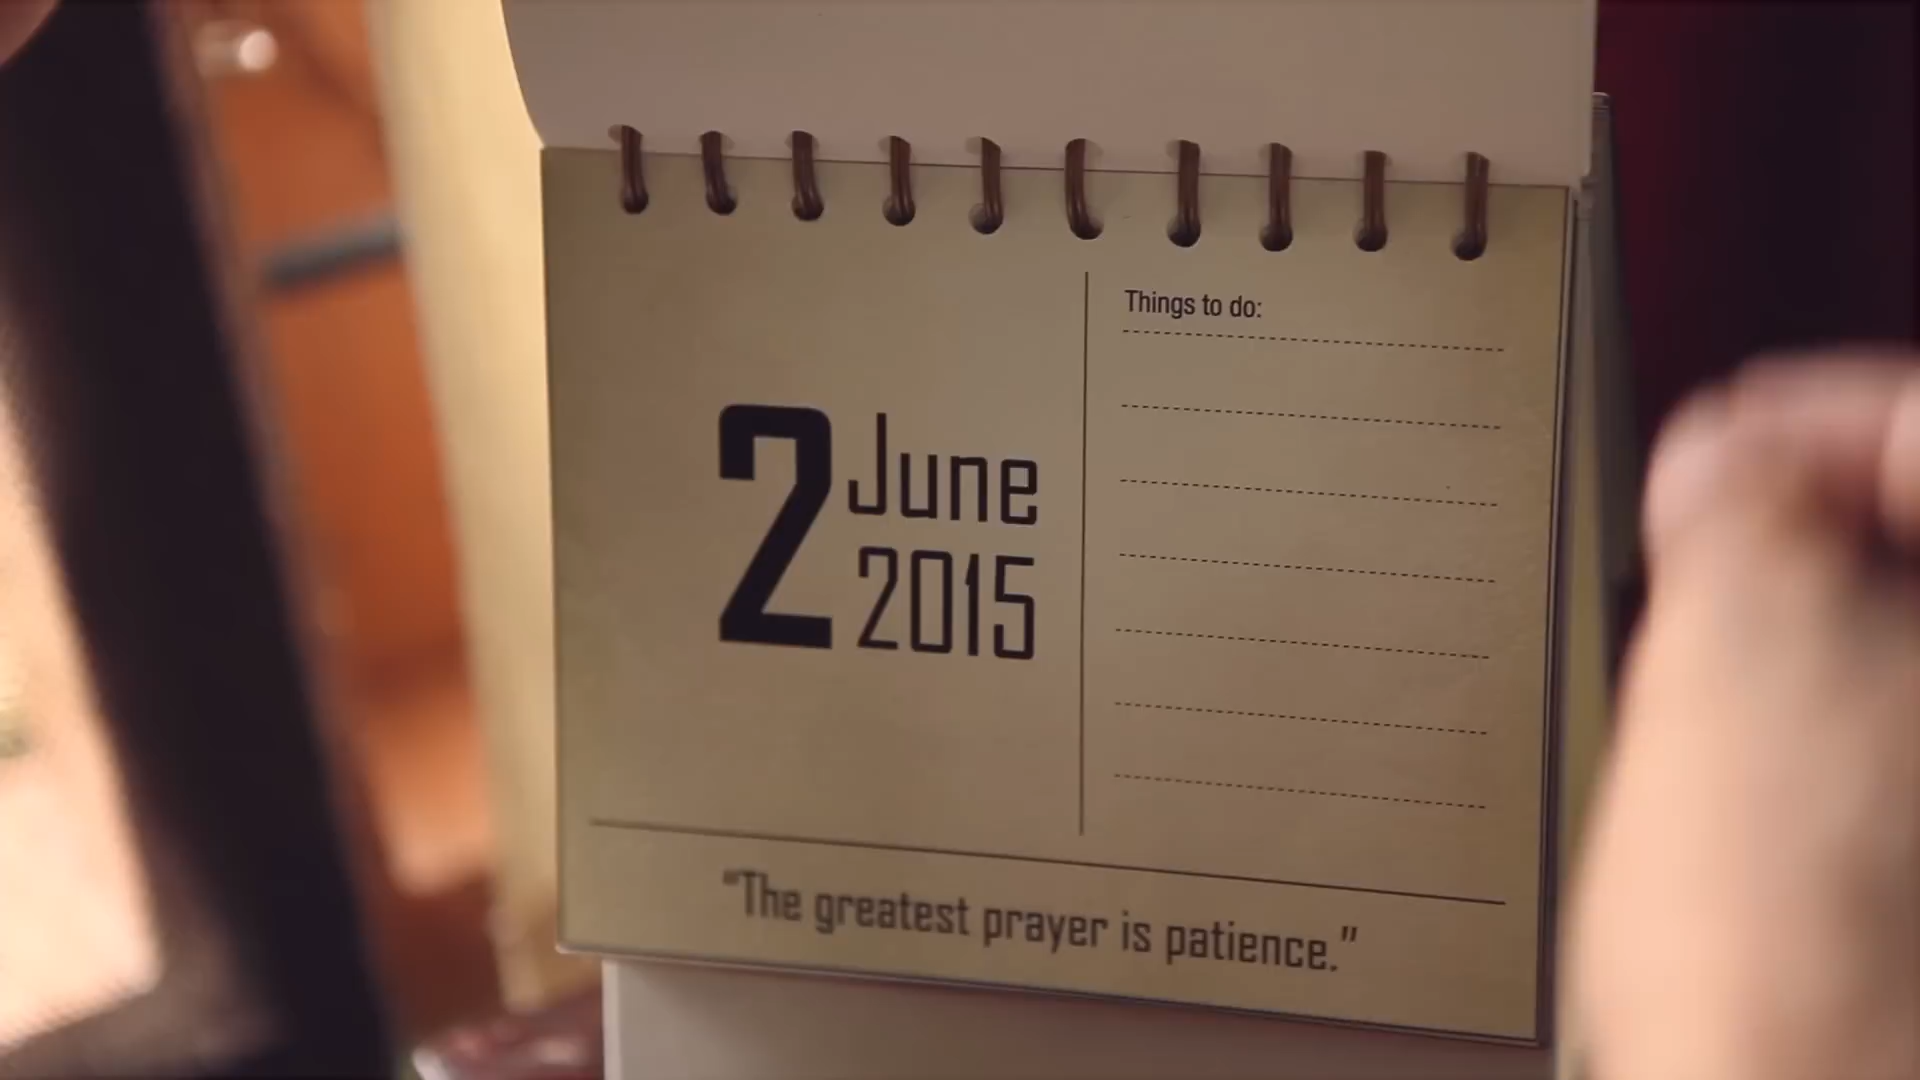 Things to do:
2 June
2015
“The greatest prayer is patience.”